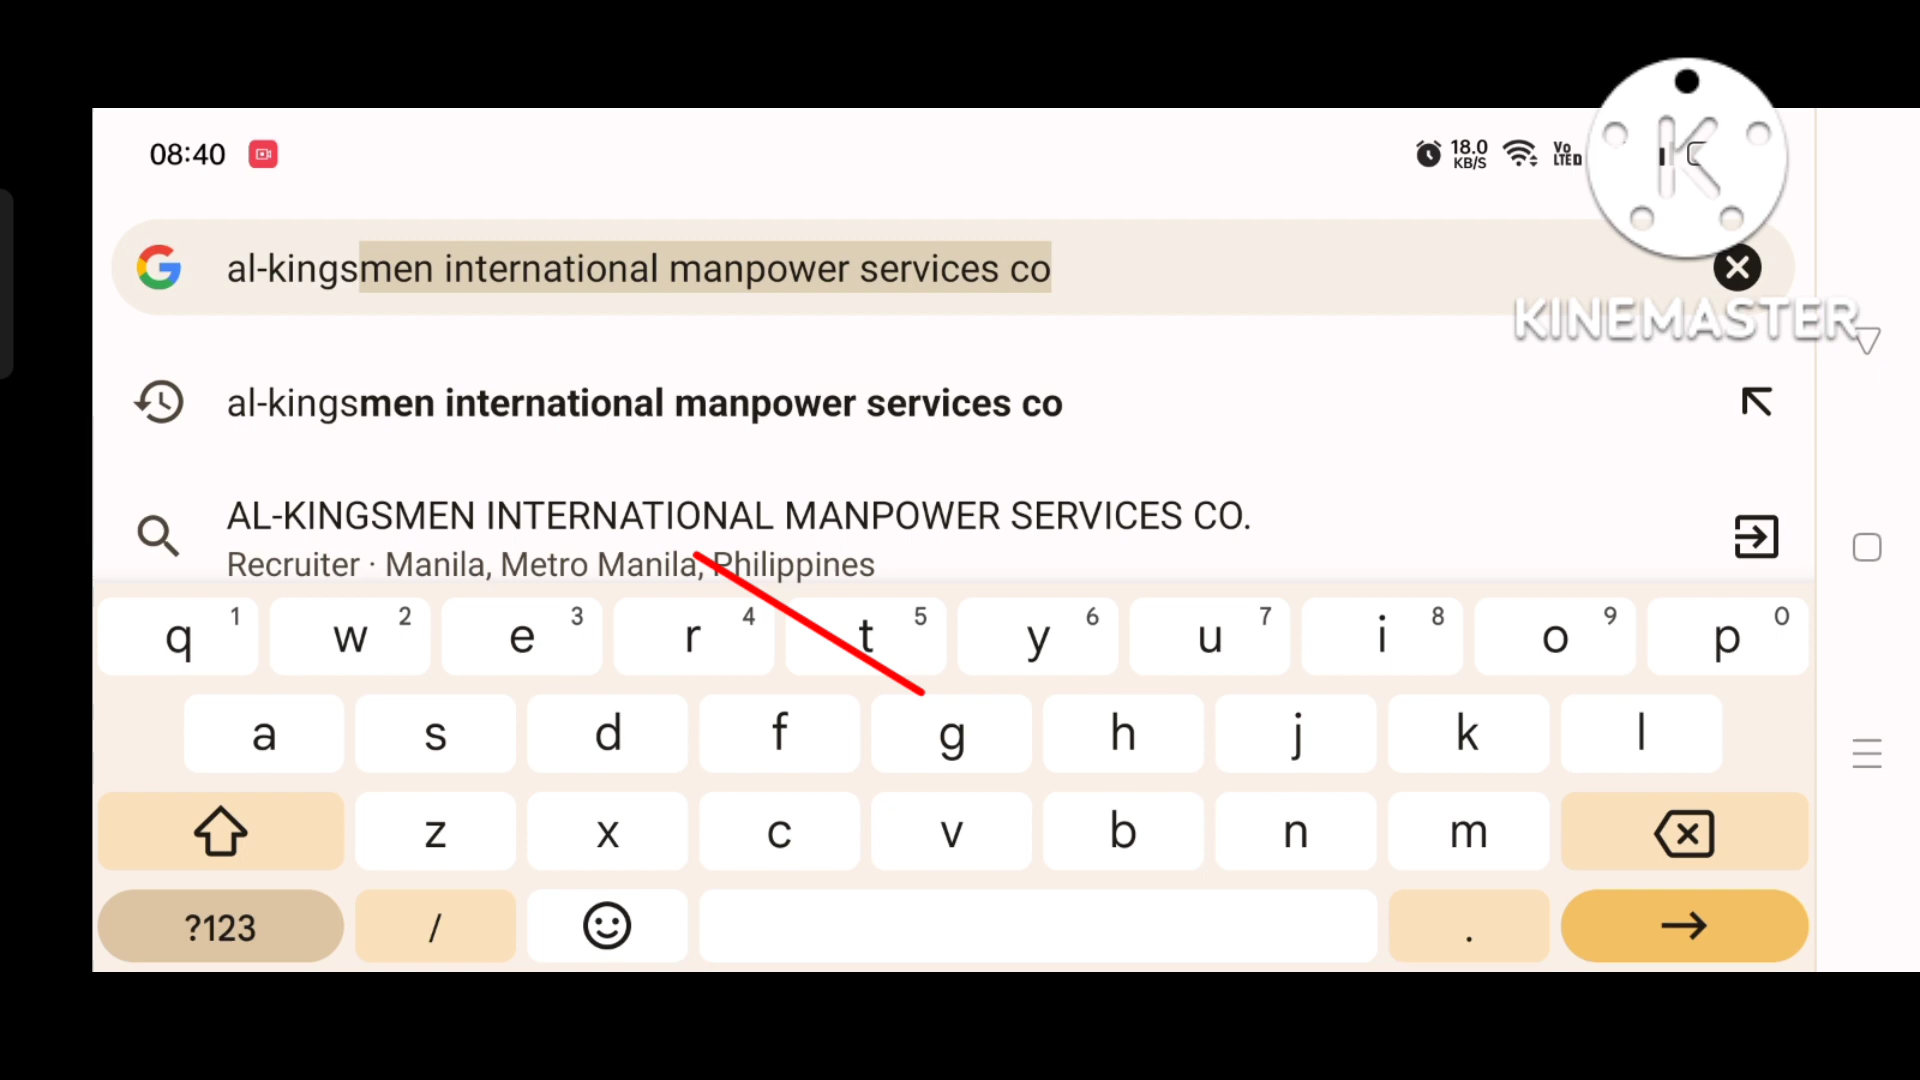 08:40
18.0
KB/S
Vo
LTE
al-kingsmen international manpower services co
KINEMASTER
al-kingsmen international manpower services co
AL-KINGSMEN INTERNATIONAL MANPOWER SERVICES CO.
Recruiter · Manila, Metro Manila, Philippines
q 1 w 2 e 3 r 4 t 5 y 6 u 7 i 8 o 9 p 0
a s d f g h j k l
z x c v b n m
?123 / .